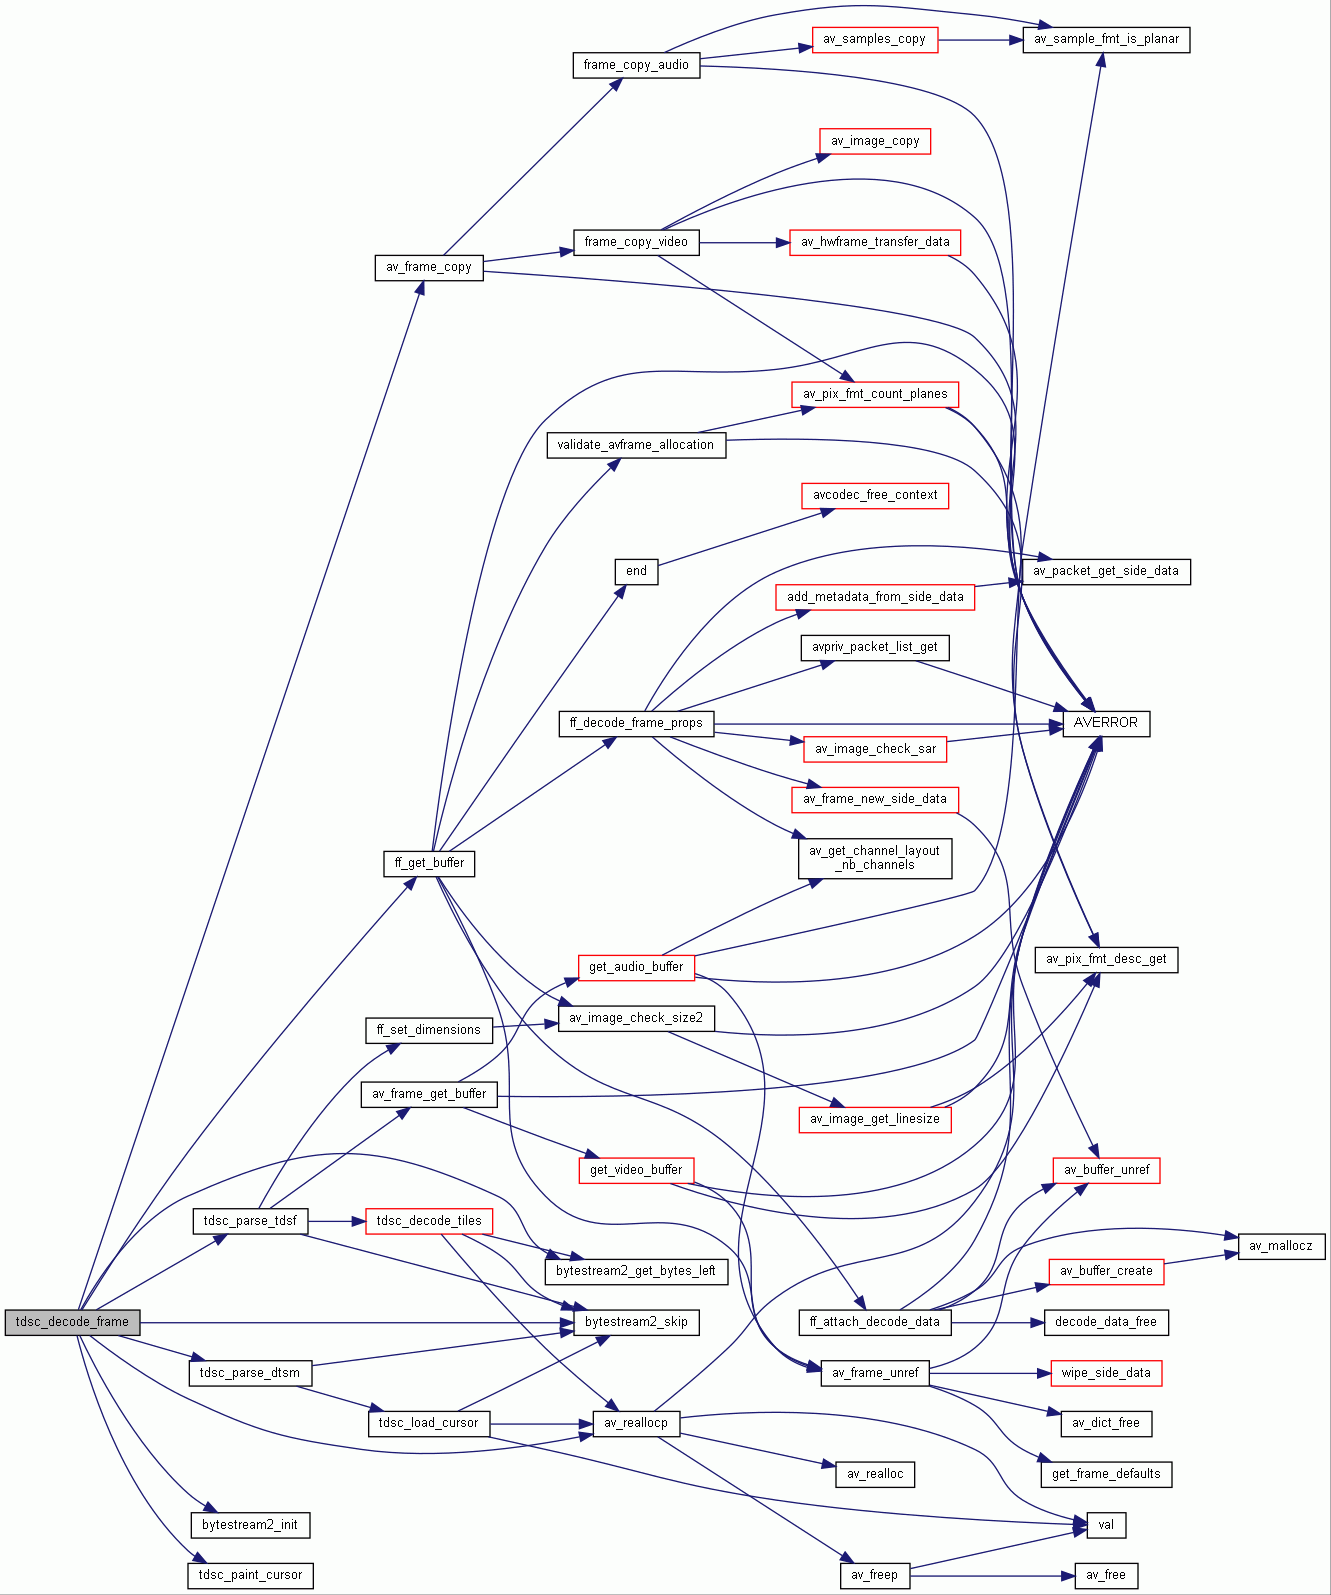 av_samples_copy
av_sample_fmt_is_planar
frame_copy_audio
av_image_copy
frame_copy_video
av_hwframe_transfer_data
av_frame_copy
av_pix_fmt_count_planes
validate_avframe_allocation
avcodec_free_context
end
av_packet_get_side_data
add_metadata_from_side_data
avpriv_packet_list_get
ff_decode_frame_props
AVERROR
av_image_check_sar
av_frame_new_side_data
av_get_channel_layout
_nb_channels
ff_get_buffer
av_pix_fmt_desc_get
get_audio_buffer
av_image_check_size2
ff_set_dimensions
av_frame_get_buffer
av_image_get_linesize
get_video_buffer
av_buffer_unref
tdsc_parse_tdsf
tdsc_decode_tiles
av_mallocz
bytestream2_get_bytes_left
av_buffer_create
tdsc_decode_frame
bytestream2_skip
ff_attach_decode_data
decode_data_free
tdsc_parse_dtsm
av_frame_unref
wipe_side_data
tdsc_load_cursor
av_reallocp
av_dict_free
av_realloc
get_frame_defaults
bytestream2_init
val
tdsc_paint_cursor
av_freep
av_free